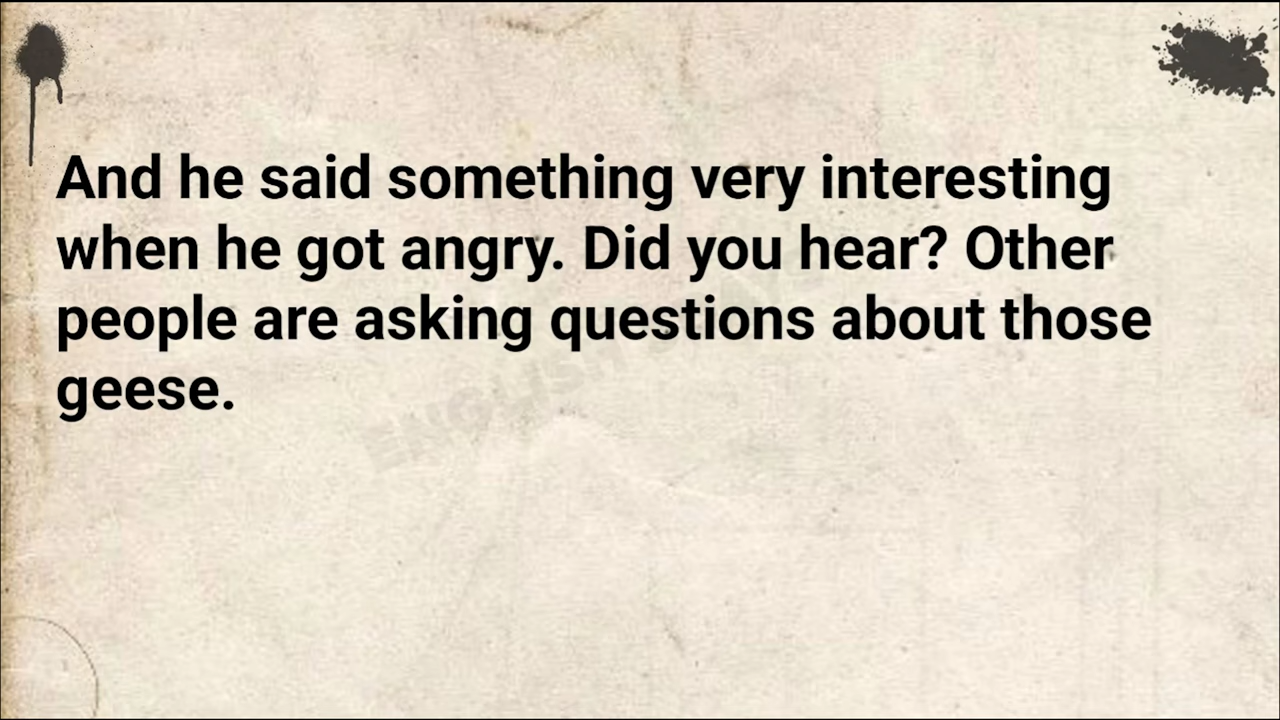 And he said something very interesting
when he got angry. Did you hear? Other
people are asking questions about those
geese.